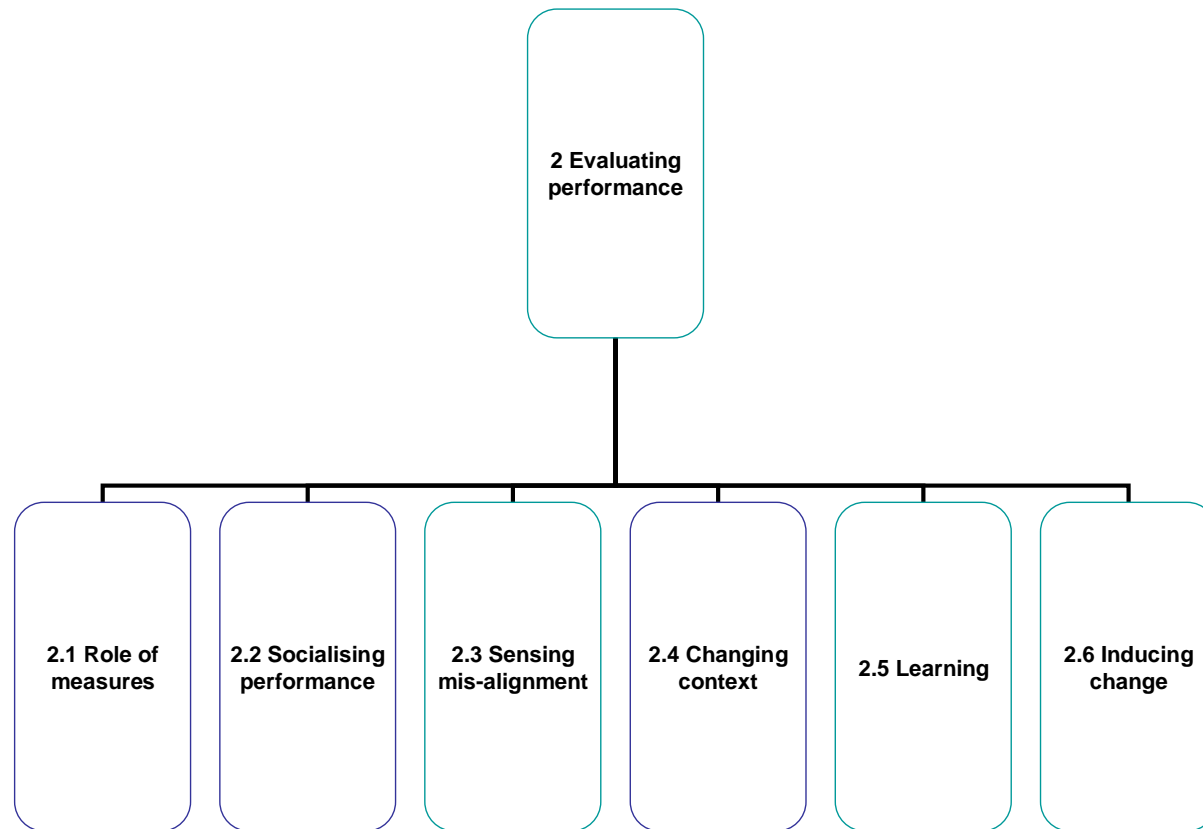 2 Evaluating
performance
2.1 Role of
measures
2.2 Socialising
performance
2.3 Sensing
mis-alignment
2.4 Changing
context
2.5 Learning
2.6 Inducing
change